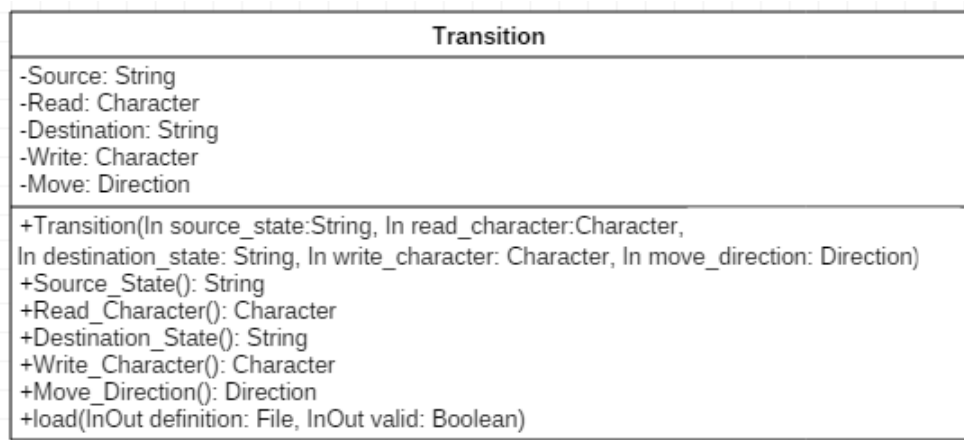 Transition
-Source: String
-Read: Character
-Destination: String
-Write: Character
-Move: Direction
+Transition(In source_state:String, In read_character:Character,
In destination_state: String, In write_character: Character, In move_direction: Direction)
+Source_State(): String
+Read_Character(): Character
+Destination_State(): String
+Write_Character(): Character
+Move_Direction(): Direction
+load(InOut definition: File, InOut valid: Boolean)